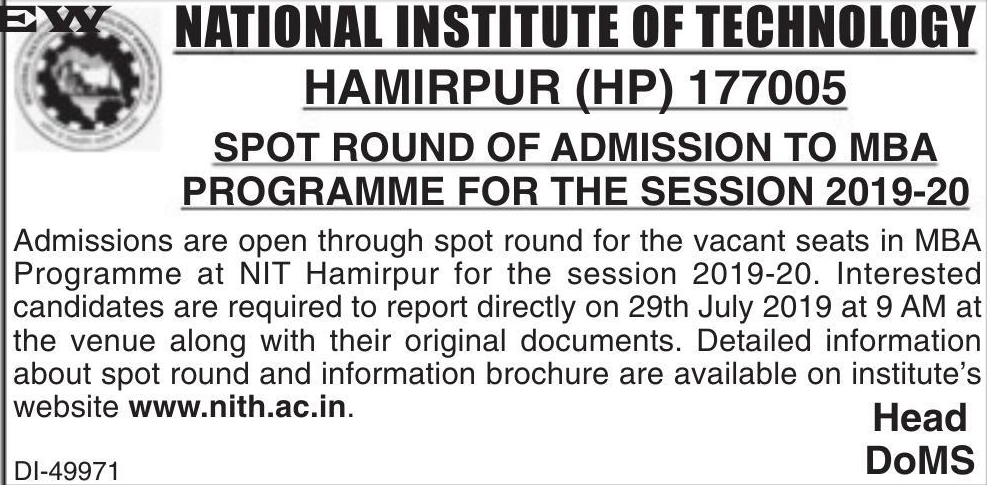 EW
NATIONAL INSTITUTE OF TECHNOLOGY
HAMIRPUR (HP) 177005
SPOT ROUND OF ADMISSION TO MBA
PROGRAMME FOR THE SESSION 2019-20
Admissions are open through spot round for the vacant seats in MBA
Programme at NIT Hamirpur for the session 2019-20. Interested
candidates are required to report directly on 29th July 2019 at 9 AM at
the venue along with their original documents. Detailed information
about spot round and information brochure are available on institute's
website www.nith.ac.in.
Head
DoMS
DI-49971